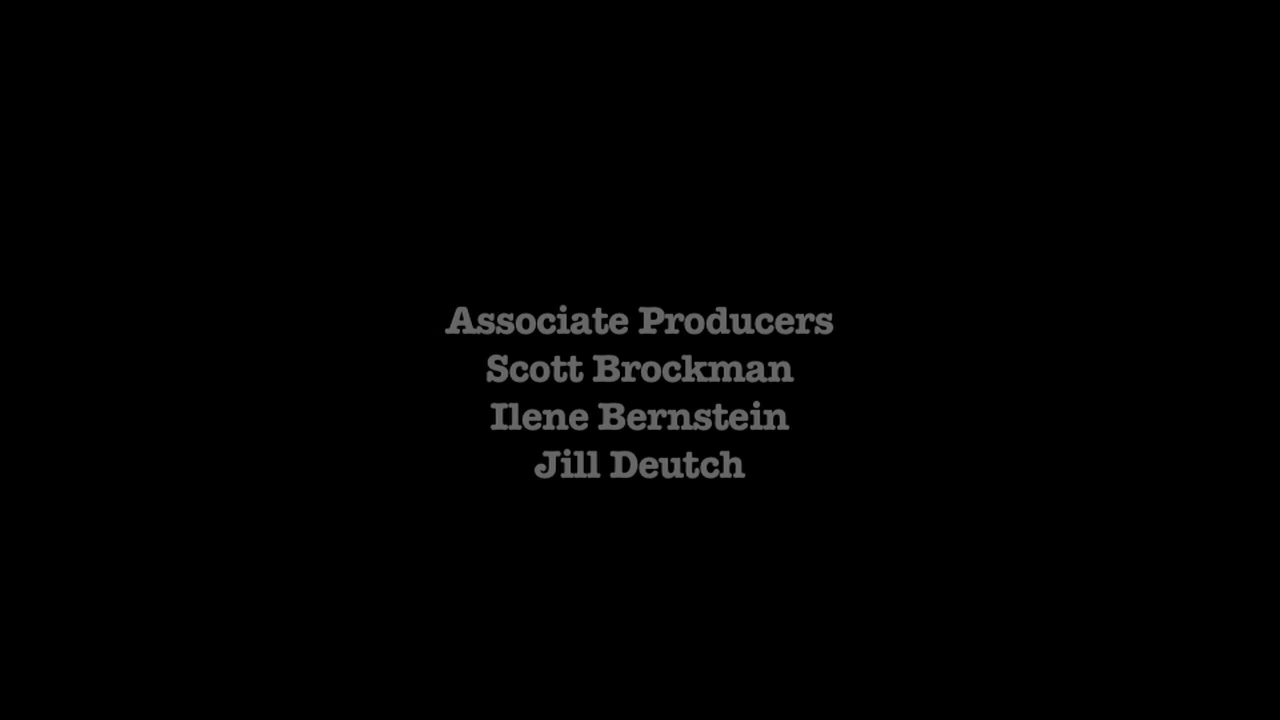 Associate Producers
Scott Brockman
Ilene Bernstein
Jill Deutch